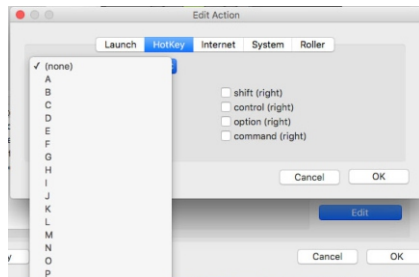 Edit Action
Launch HotKey Internet System Roller
✓ (none)
A
B
C
D
E
F
G
H
I
J
K
L
M
N
O
P
shift (right)
control (right)
option (right)
command (right)
Cancel OK
Edit
Cancel OK